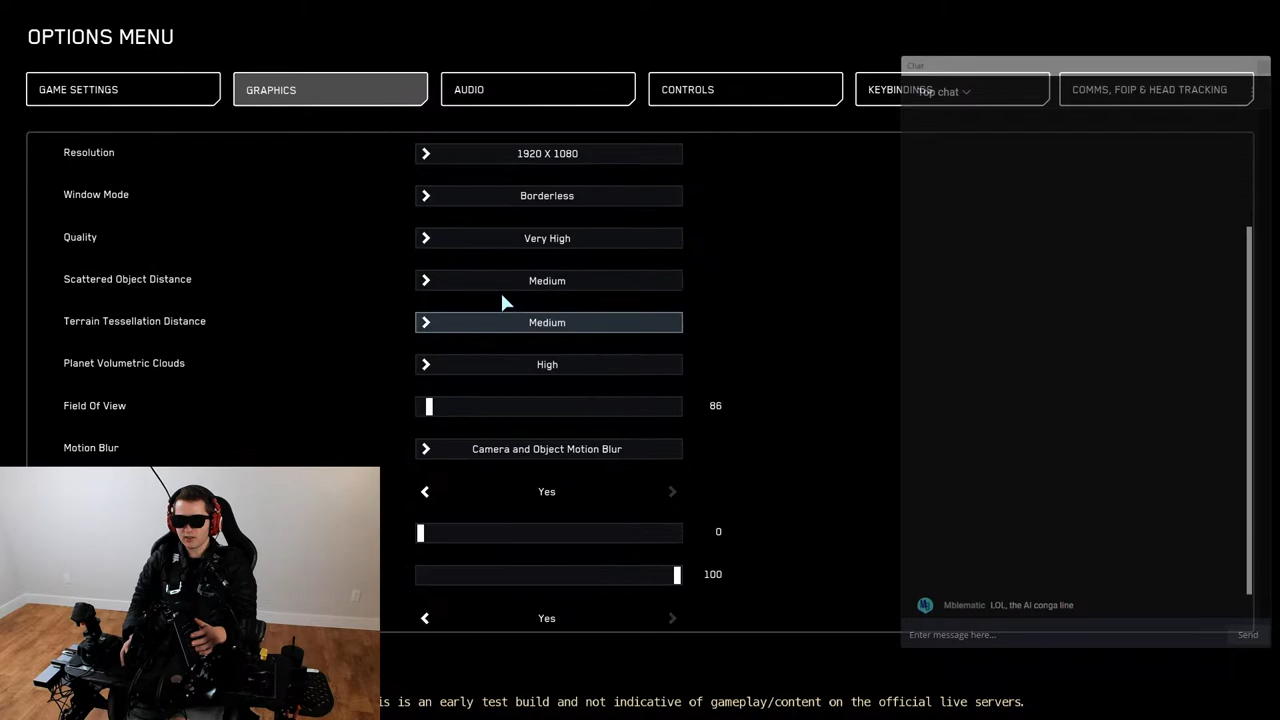 OPTIONS MENU
GAME SETTINGS
GRAPHICS
AUDIO
CONTROLS
KEYBINDINGS
COMMS, FOIP & HEAD TRACKING
Chat
Top chat
Resolution
1920 X 1080
Window Mode
Borderless
Quality
Very High
Scattered Object Distance
Medium
Terrain Tessellation Distance
Medium
Planet Volumetric Clouds
High
Field Of View
86
Motion Blur
Camera and Object Motion Blur
Yes
0
100
Yes
Mblematic LOL, the AI conga line
Enter message here...
Send
is is an early test build and not indicative of gameplay/content on the official live servers.